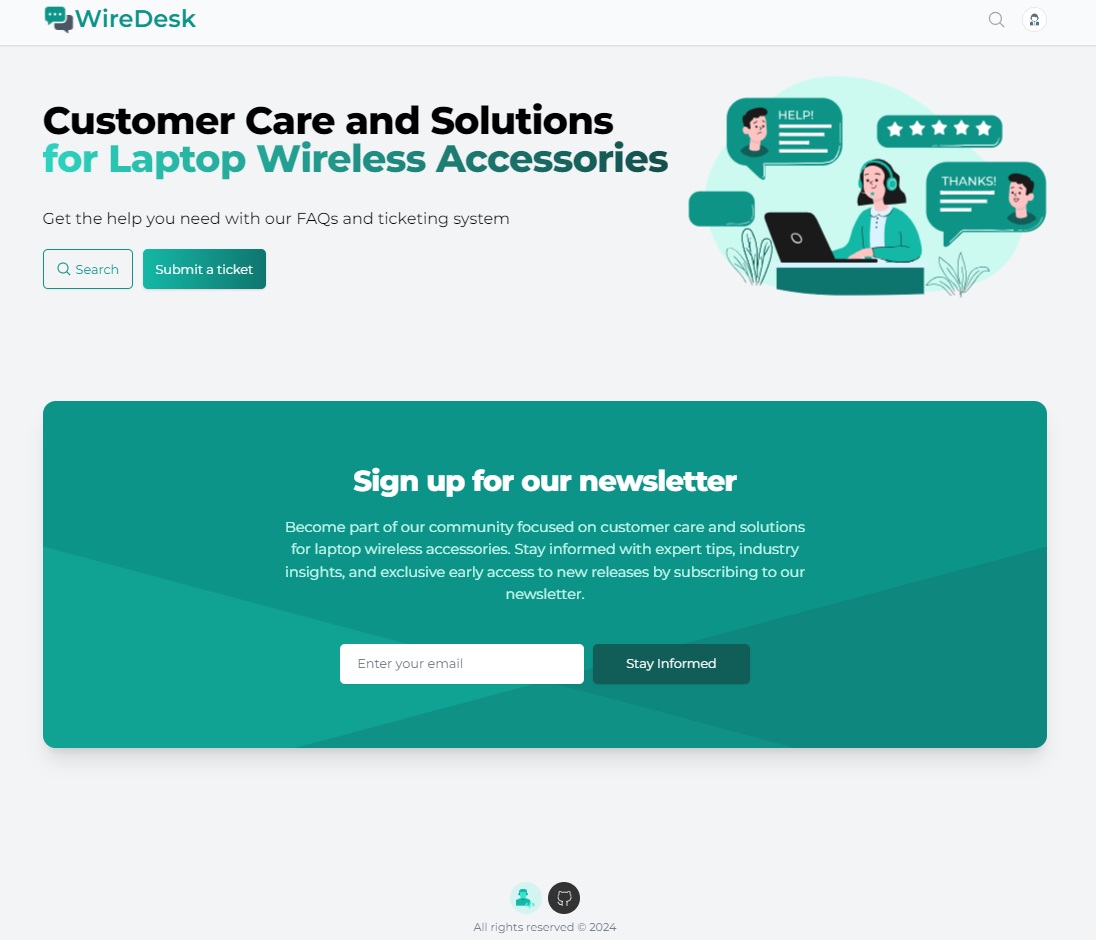 WireDesk
Customer Care and Solutions
for Laptop Wireless Accessories
Get the help you need with our FAQs and ticketing system
Search
Submit a ticket
HELP!
THANKS!
Sign up for our newsletter
Become part of our community focused on customer care and solutions
for laptop wireless accessories. Stay informed with expert tips, industry
insights, and exclusive early access to new releases by subscribing to our
newsletter.
Enter your email
Stay Informed
All rights reserved © 2024